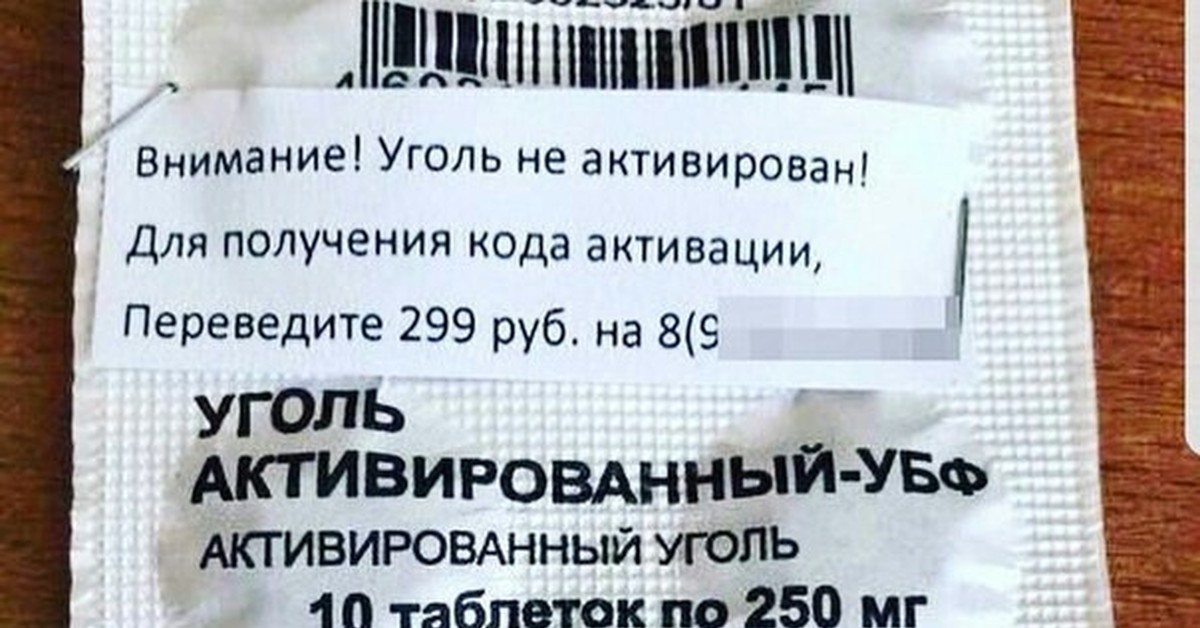 Внимание! Уголь не активирован!
Для получения кода активации,
Переведите 299 руб. на 8(9
УГОЛЬ
АКТИВИРОВАННЫЙ-УБФ
АКТИВИРОВАННЫЙ УГОЛЬ
10 таблеток по 250 мг